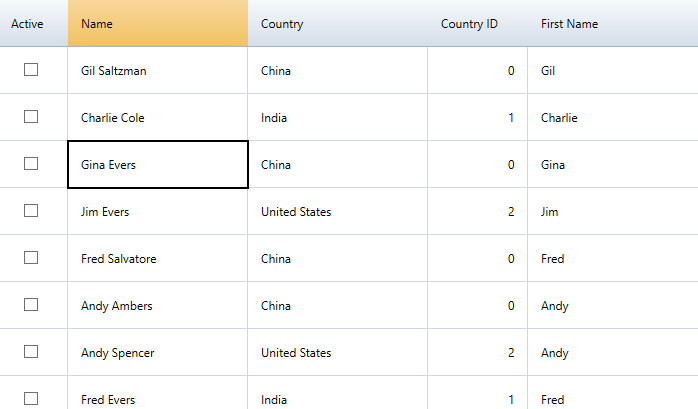 Active Name Country Country ID First Name
Gil Saltzman China 0 Gil
Charlie Cole India 1 Charlie
Gina Evers China 0 Gina
Jim Evers United States 2 Jim
Fred Salvatore China 0 Fred
Andy Ambers China 0 Andy
Andy Spencer United States 2 Andy
Fred Evers India 1 Fred